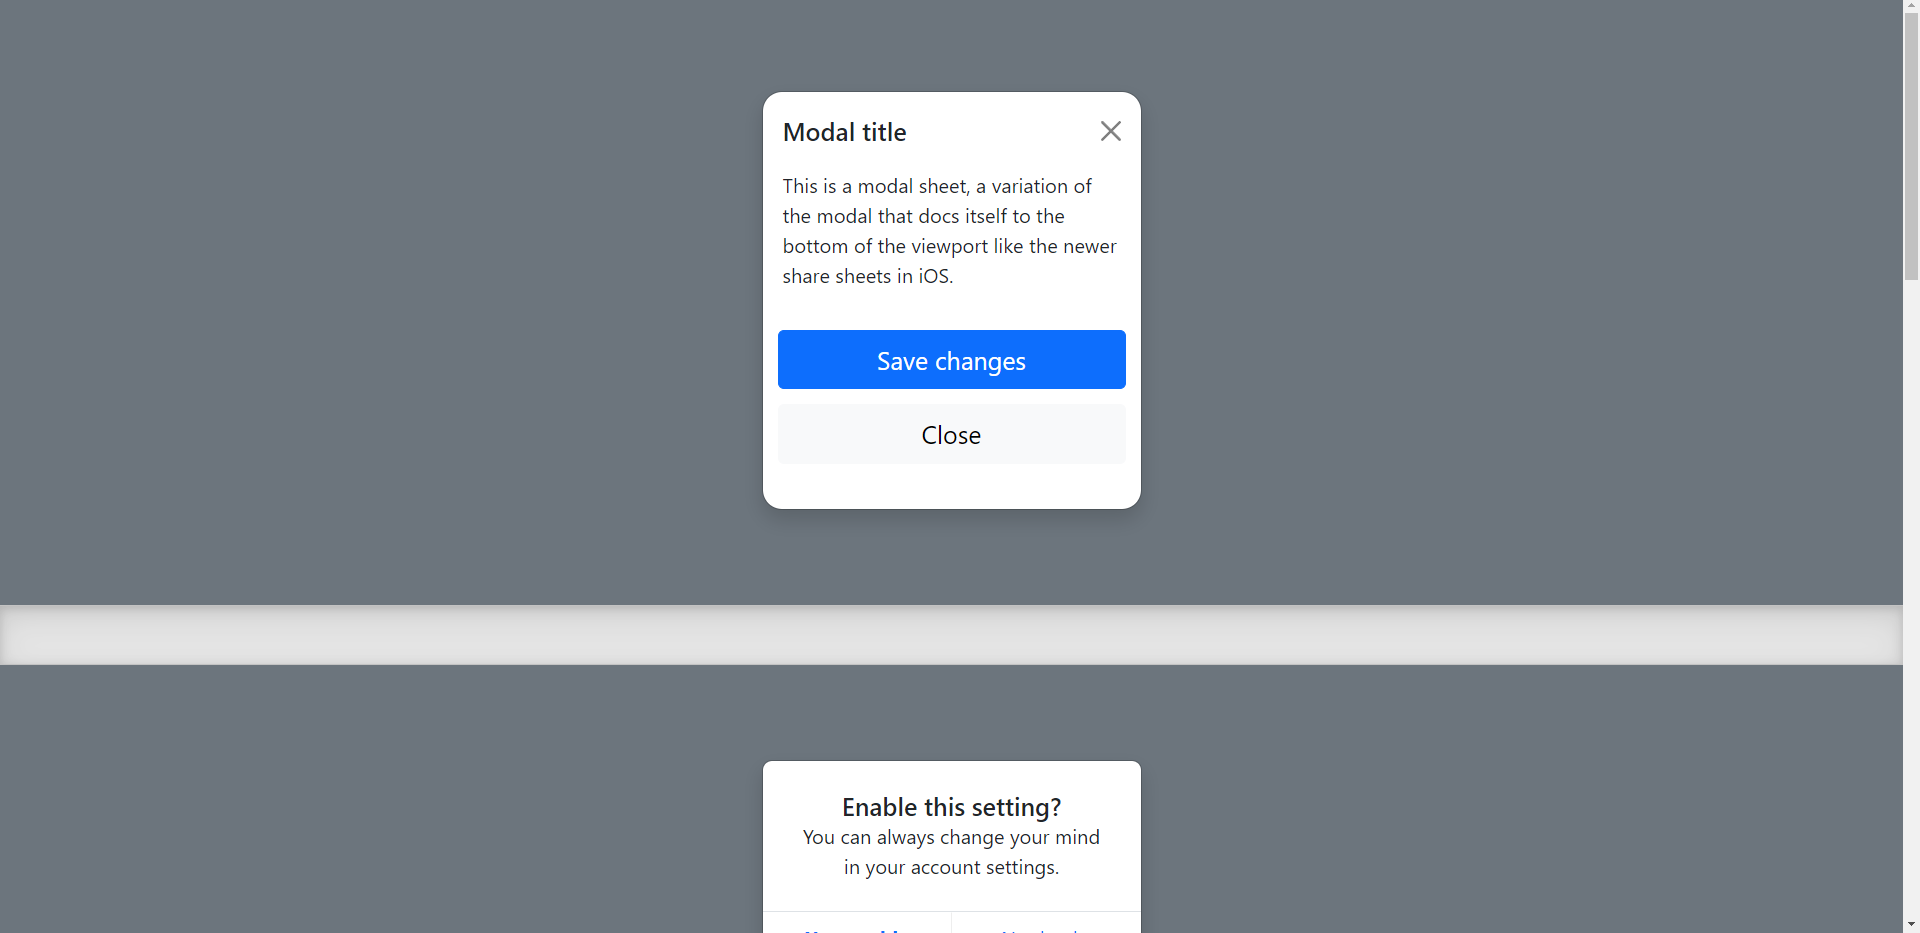 Modal title
This is a modal sheet, a variation of
the modal that docs itself to the
bottom of the viewport like the newer
share sheets in iOS.
Save changes
Close
Enable this setting?
You can always change your mind
in your account settings.